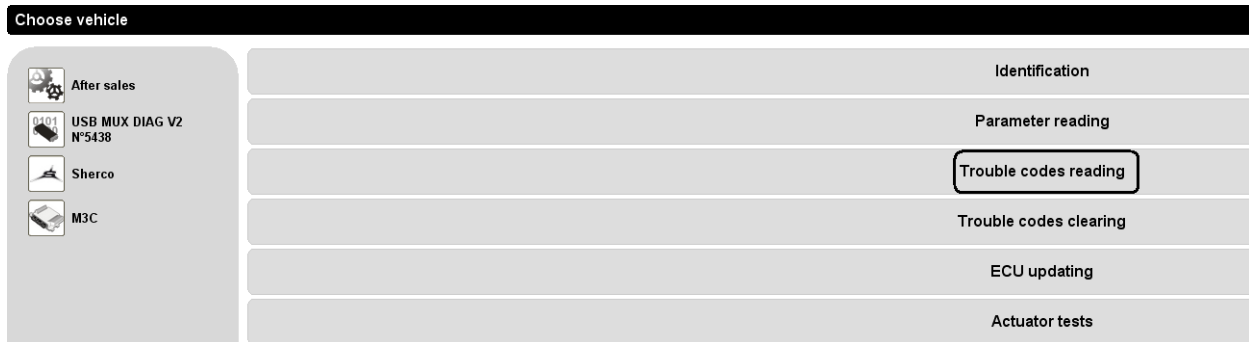 Choose vehicle
After sales
USB MUX DIAG V2
N°5438
Sherco
M3C
Identification
Parameter reading
Trouble codes reading
Trouble codes clearing
ECU updating
Actuator tests